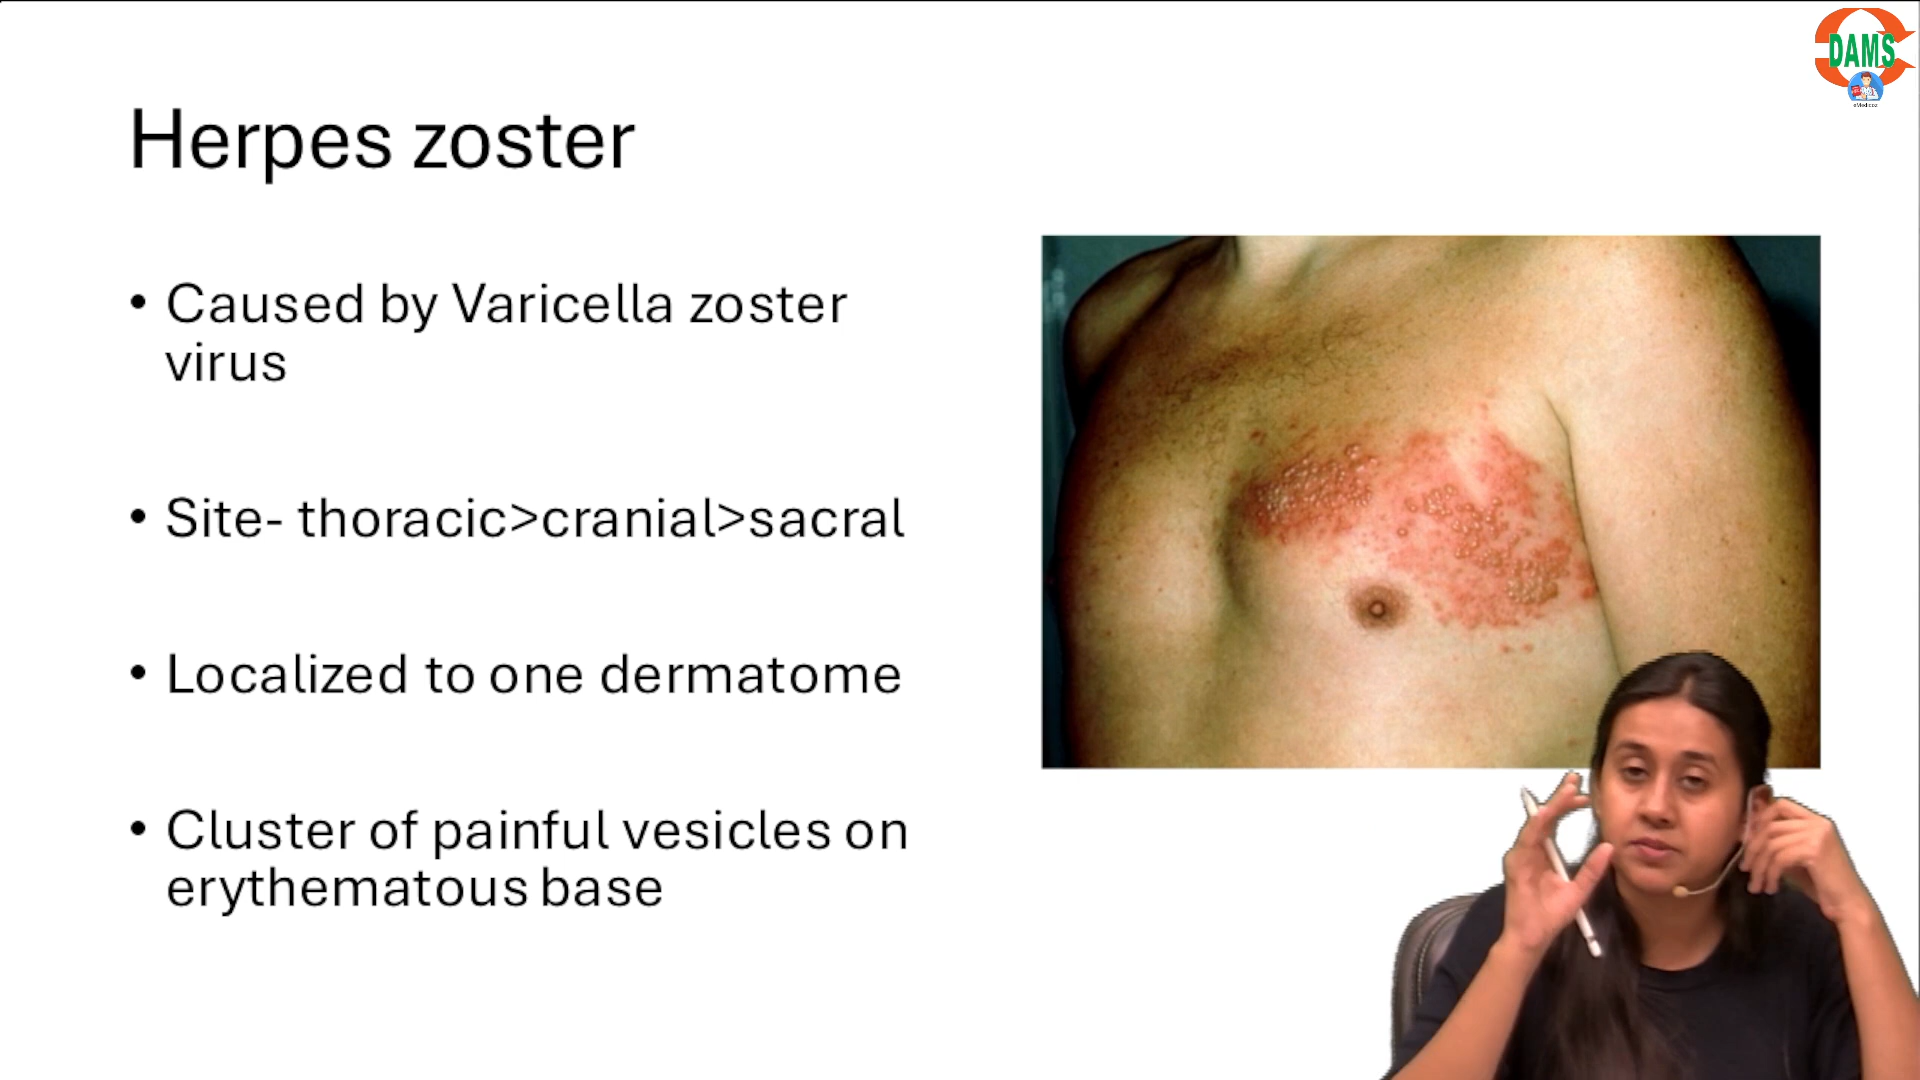 DAMS
eMedicoz
Herpes zoster
• Caused by Varicella zoster
virus
• Site- thoracic>cranial>sacral
• Localized to one dermatome
• Cluster of painful vesicles on
erythematous base